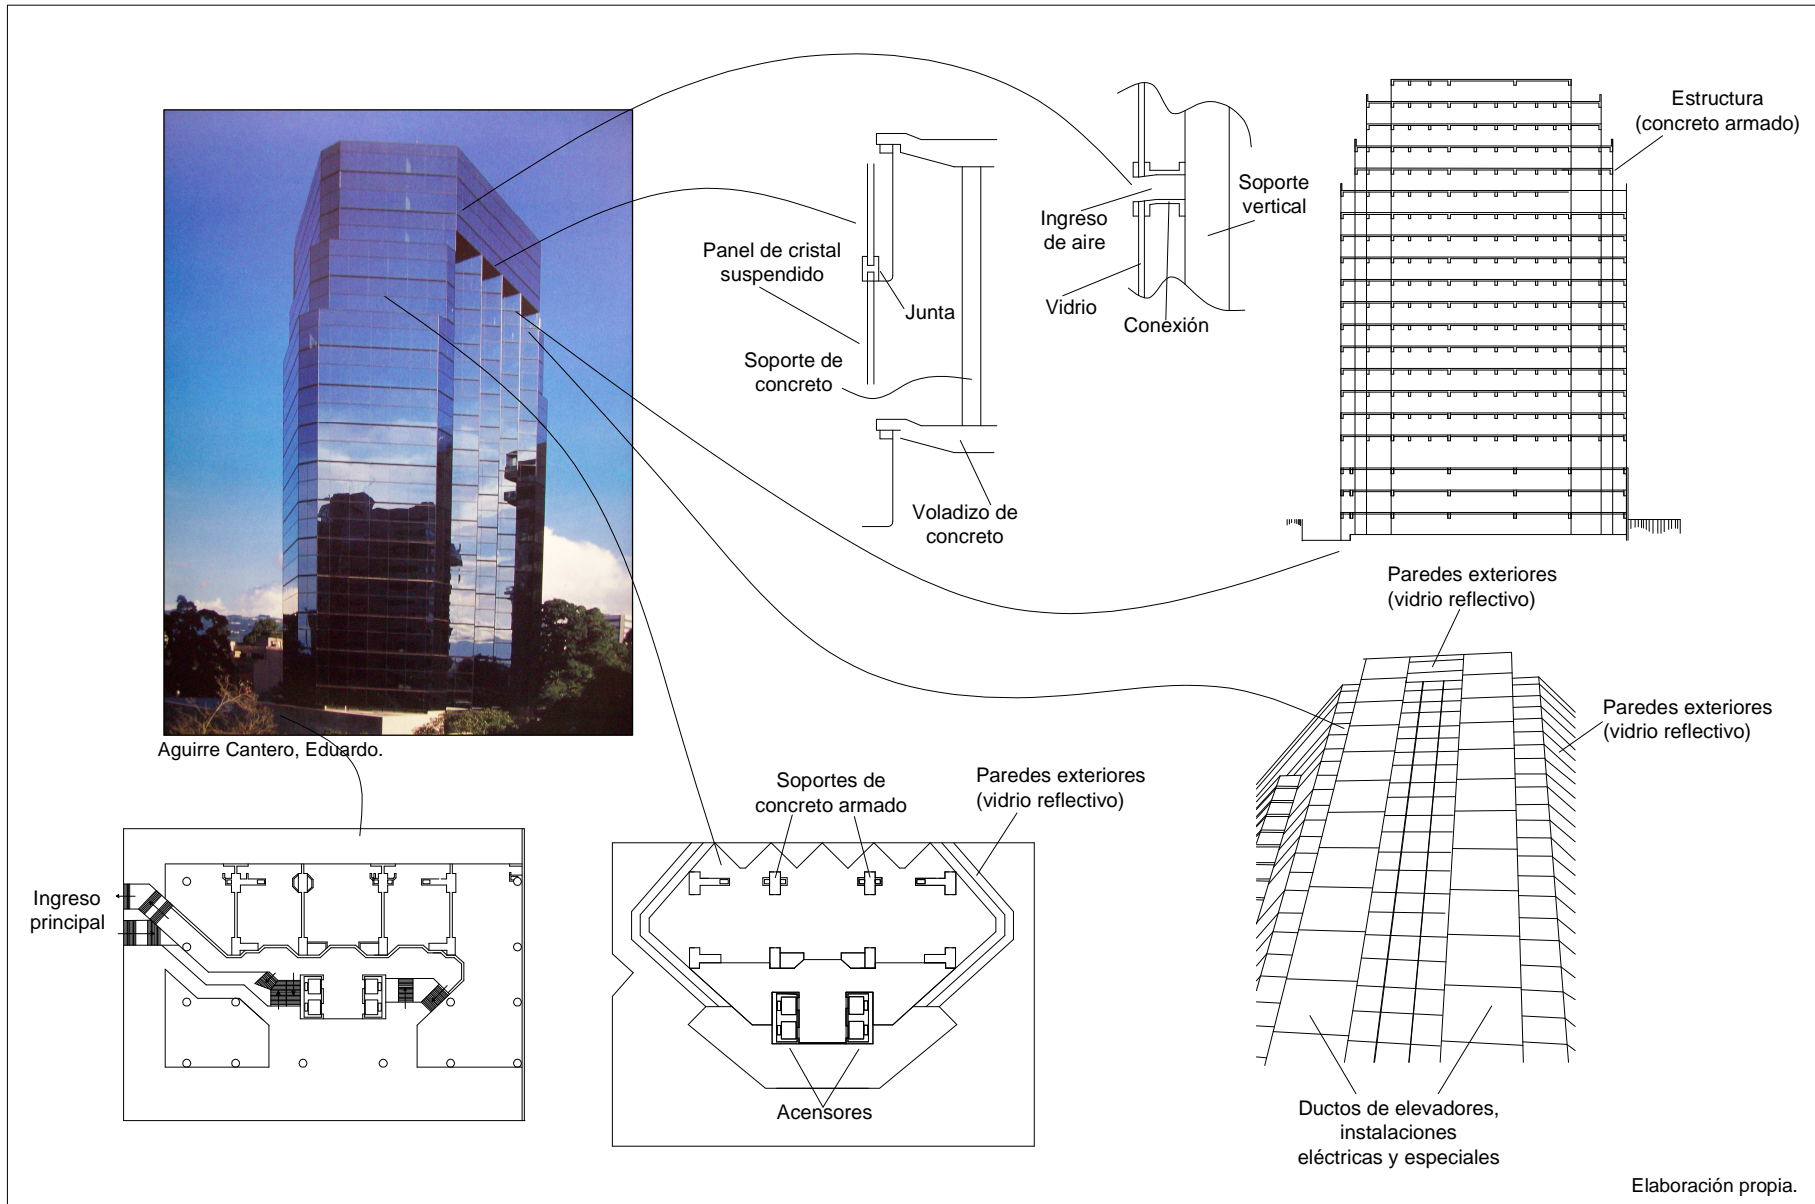 Estructura
(concreto armado)
Soporte
vertical
Ingreso
de aire
Panel de cristal
suspendido
Vidrio
Junta
Conexión
Soporte de
concreto
Voladizo de
concreto
Paredes exteriores
(vidrio reflectivo)
Paredes exteriores
(vidrio reflectivo)
Aguirre Cantero, Eduardo.
Soportes de
concreto armado
Paredes exteriores
(vidrio reflectivo)
Ingreso
principal
Acensores
Ductos de elevadores,
instalaciones
eléctricas y especiales
Elaboración propia.